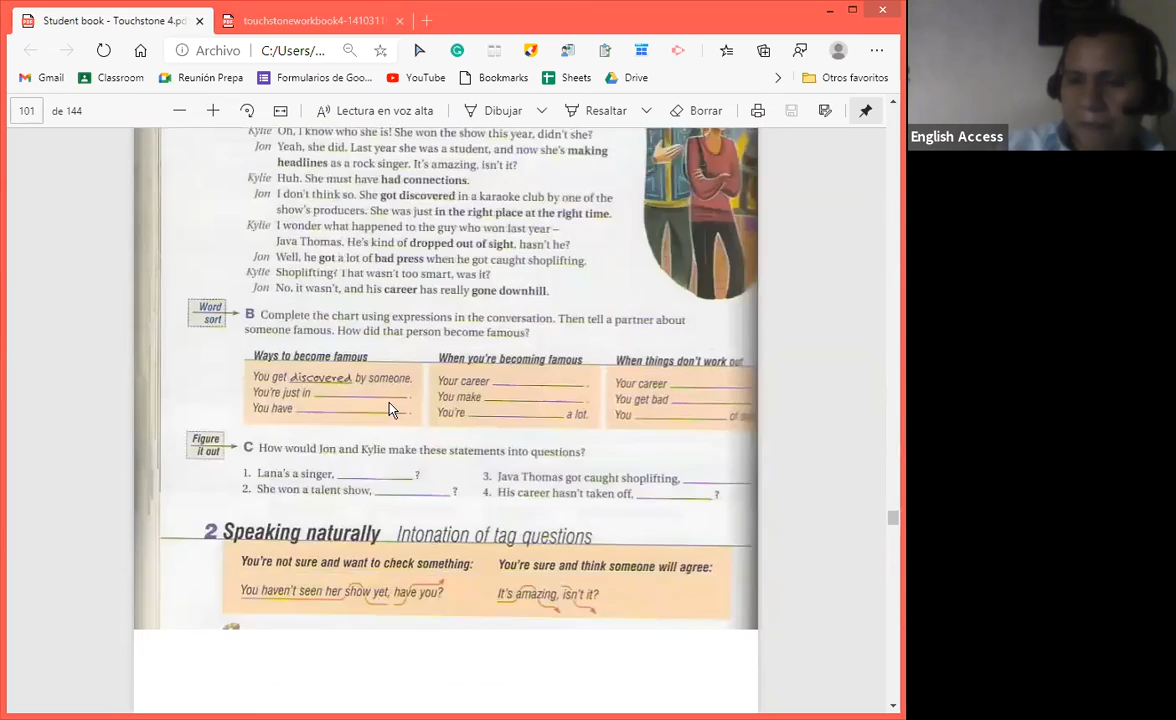 Student book - Touchstone 4.pd
touchstoneworkbook4-1410311
Archivo
C:/Users/...
Gmail
Classroom
Reunión Prepa
Formularios de Goo...
YouTube
Bookmarks
Sheets
Drive
Otros favoritos
101
de 144
Lectura en voz alta
Dibujar
Resaltar
Borrar
English Access
Kylie Oh, I know who she is! She won the show this year, didn't she?
Jon Yeah, she did. Last year she was a student, and now she's making
headlines as a rock singer. It's amazing, isn't it?
Kylie Huh. She must have had connections.
Jon I don't think so. She got discovered in a karaoke club by one of the
show's producers. She was just in the right place at the right time.
Kylie I wonder what happened to the guy who won last year –
Java Thomas. He's kind of dropped out of sight, hasn't he?
Jon Well, he got a lot of bad press when he got caught shoplifting.
Kylie Shoplifting? That wasn't too smart, was it?
Jon No, it wasn't, and his career has really gone downhill.
Word
sort
B Complete the chart using expressions in the conversation. Then tell a partner about
someone famous. How did that person become famous?
Ways to become famous
You get discovered by someone.
You're just in ____________.
You have ____________.
When you're becoming famous
Your career ____________.
You make ____________.
You're ____________ a lot.
When things don't work out
Your career ____________
You get bad ____________
You ____________ of
Figure
it out
C How would Jon and Kylie make these statements into questions?
1. Lana's a singer, ____________?
2. She won a talent show, ____________?
3. Java Thomas got caught shoplifting, ____________
4. His career hasn't taken off, ____________?
2 Speaking naturally Intonation of tag questions
You're not sure and want to check something:
You haven't seen her show yet, have you?
You're sure and think someone will agree:
It's amazing, isn't it?